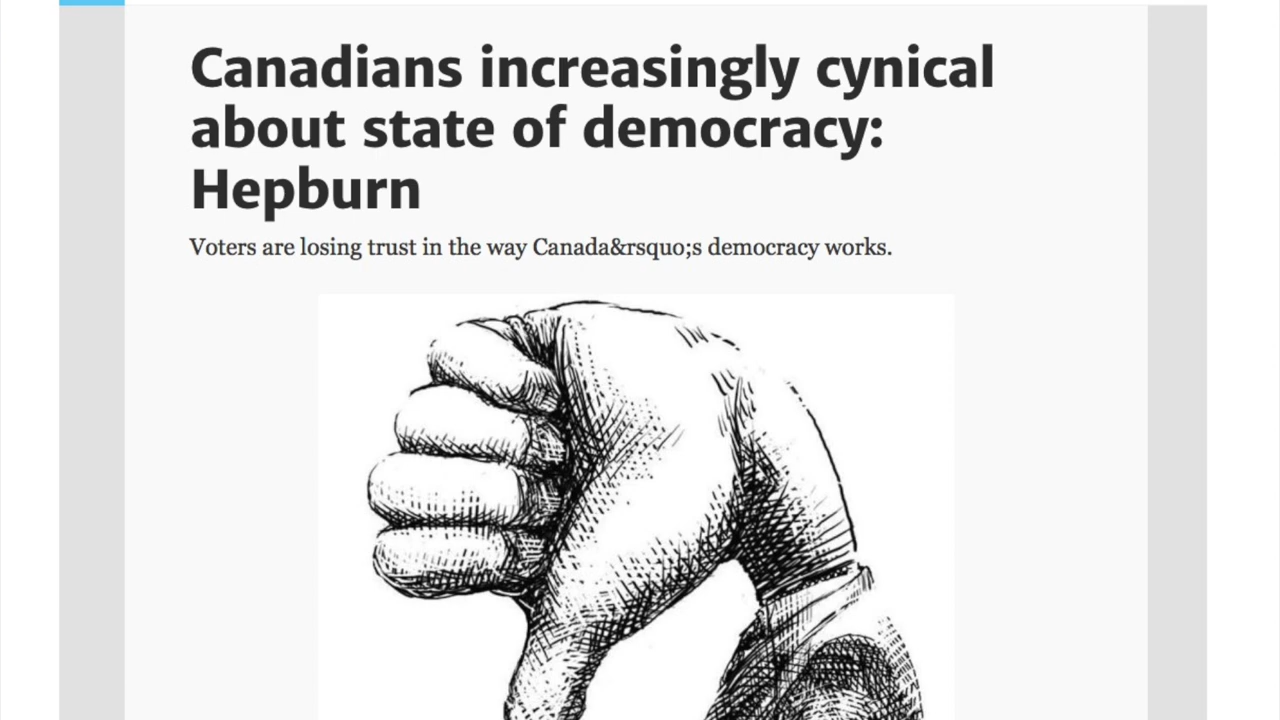 Canadians increasingly cynical
about state of democracy:
Hepburn
Voters are losing trust in the way Canada&rsquo;s democracy works.